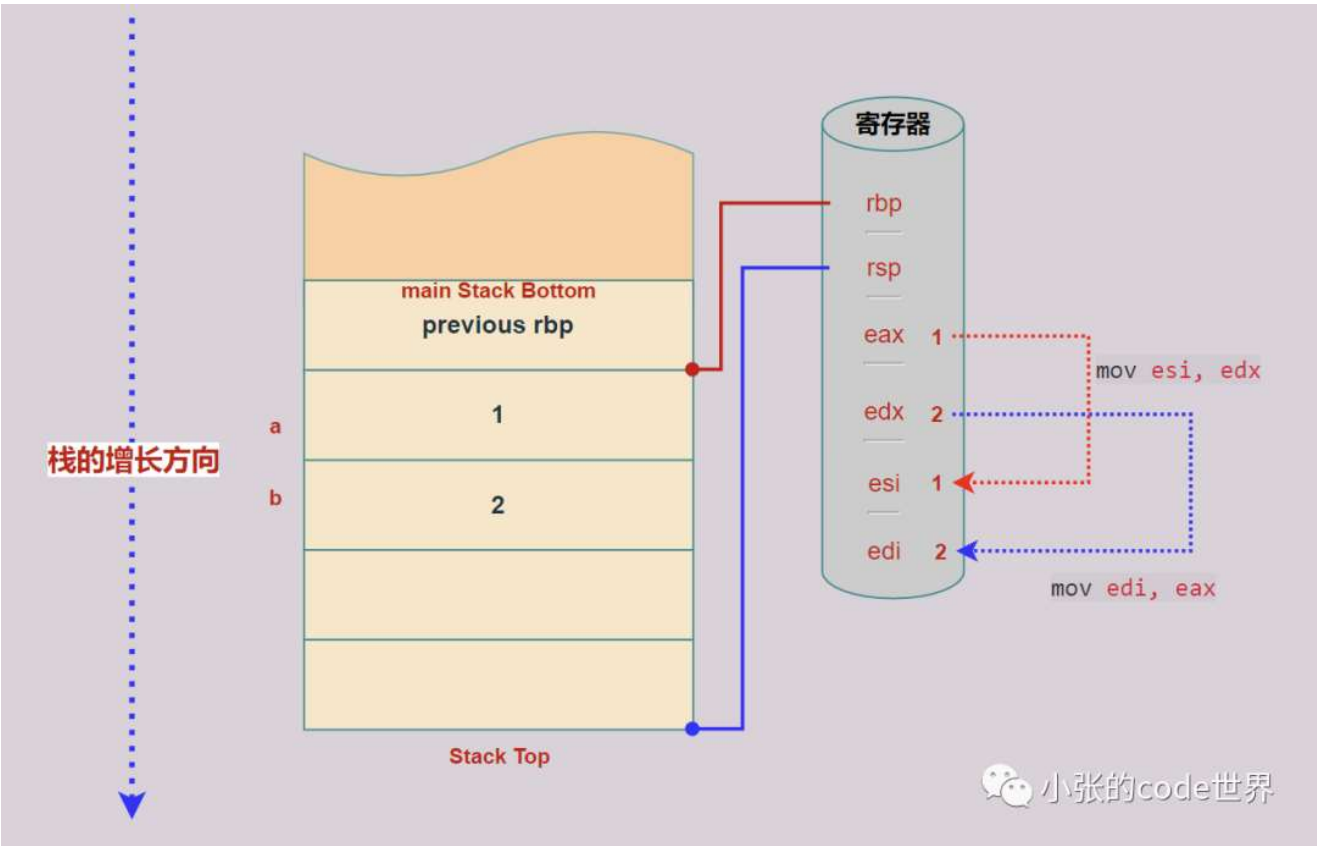 寄存器
rbp
rsp
main Stack Bottom
previous rbp
eax 1
mov esi, edx
a
1
edx 2
栈的增长方向
b
2
esi 1
edi 2
mov edi, eax
Stack Top
小张的code世界